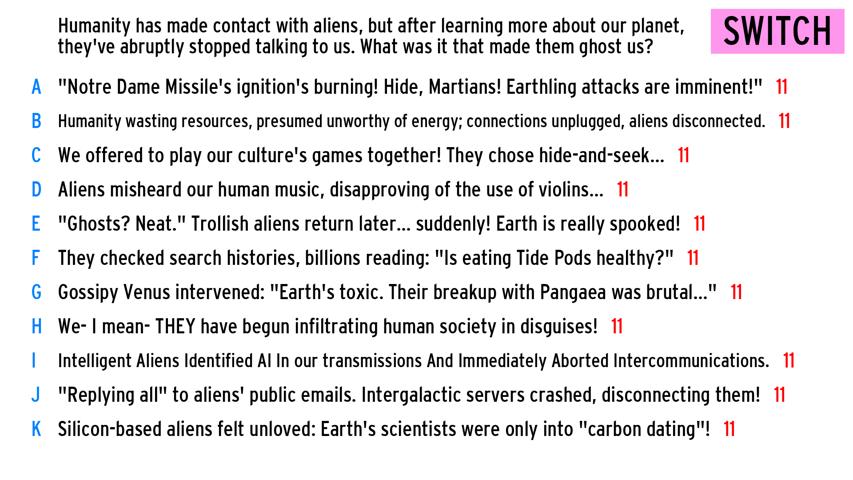 Humanity has made contact with aliens, but after learning more about our planet,
they've abruptly stopped talking to us. What was it that made them ghost us?
SWITCH
A "Notre Dame Missile's ignition's burning! Hide, Martians! Earthling attacks are imminent!" 11
B Humanity wasting resources, presumed unworthy of energy; connections unplugged, aliens disconnected. 11
C We offered to play our culture's games together! They chose hide-and-seek... 11
D Aliens misheard our human music, disapproving of the use of violins... 11
E "Ghosts? Neat." Trollish aliens return later... suddenly! Earth is really spooked! 11
F They checked search histories, billions reading: "Is eating Tide Pods healthy?" 11
G Gossipy Venus intervened: "Earth's toxic. Their breakup with Pangaea was brutal..." 11
H We- I mean- THEY have begun infiltrating human society in disguises! 11
I Intelligent Aliens Identified AI In our transmissions And Immediately Aborted Intercommunications. 11
J "Replying all" to aliens' public emails. Intergalactic servers crashed, disconnecting them! 11
K Silicon-based aliens felt unloved: Earth's scientists were only into "carbon dating"! 11